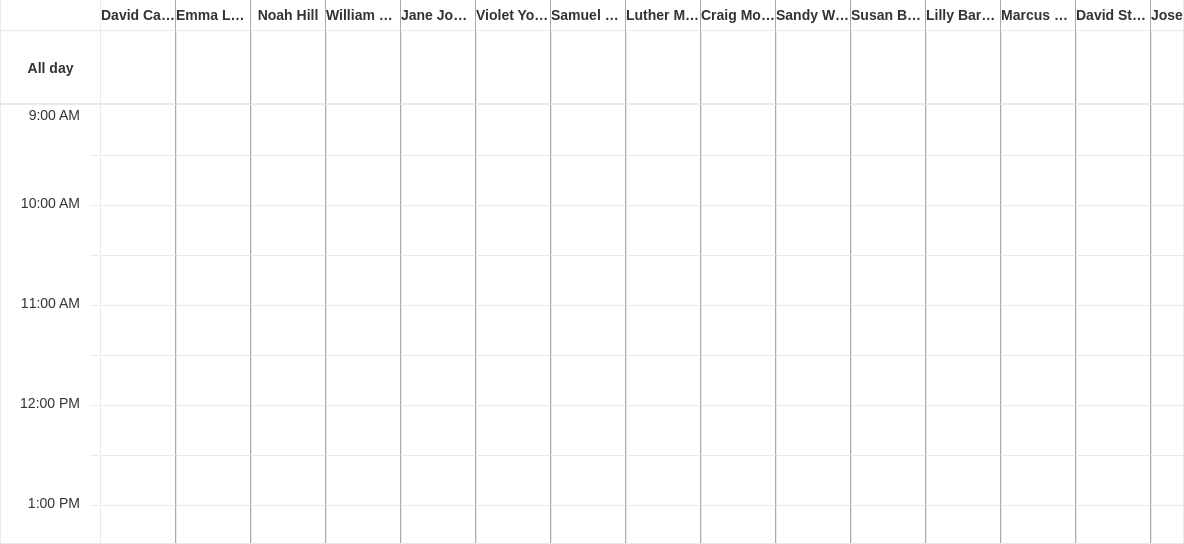 David Ca… Emma L… Noah Hill William … Jane Jo… Violet Yo… Samuel … Luther M… Craig Mo… Sandy W… Susan B… Lilly Bar… Marcus … David St… Jose
All day
9:00 AM
10:00 AM
11:00 AM
12:00 PM
1:00 PM